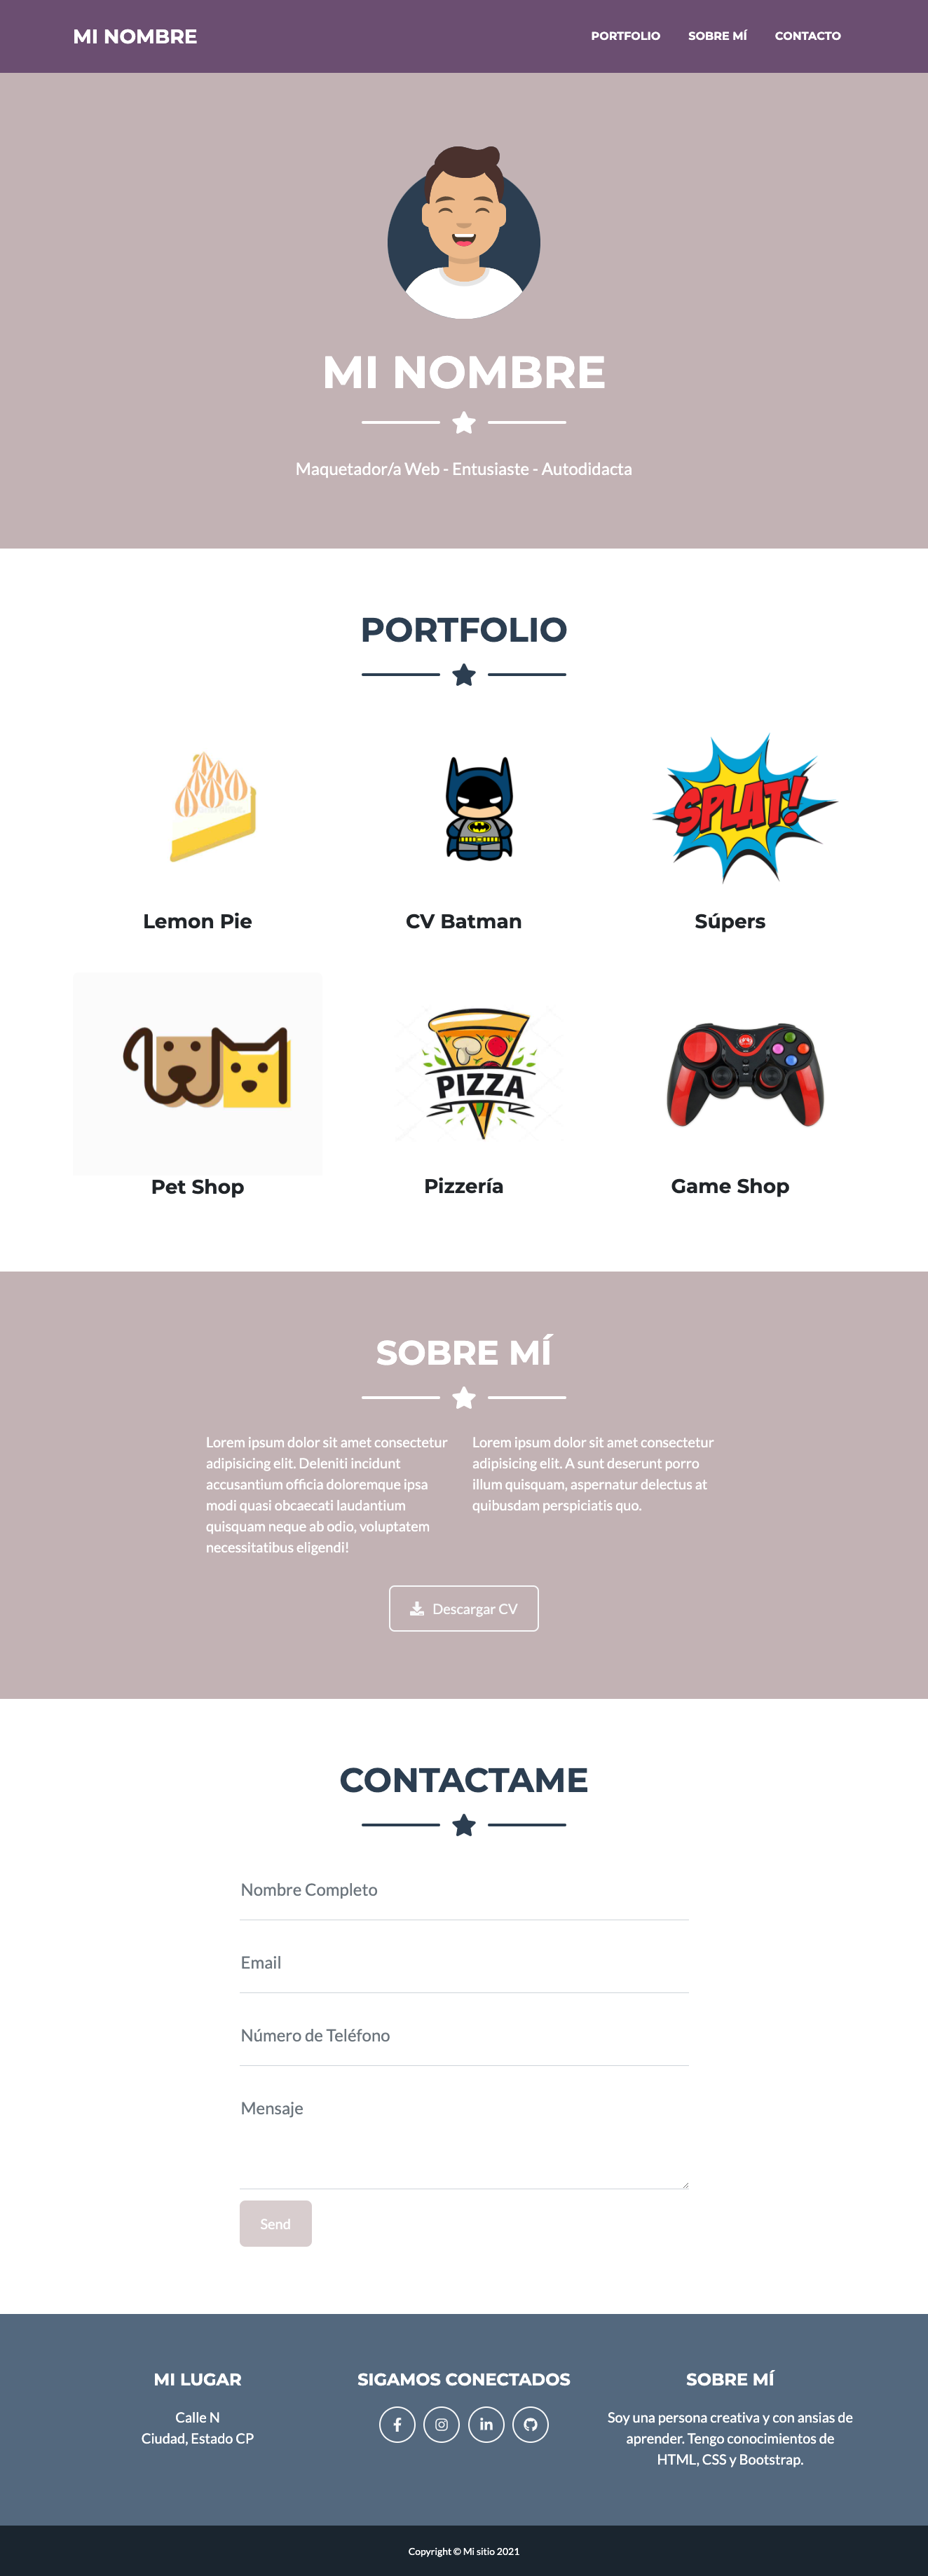 MI NOMBRE
PORTFOLIO
SOBRE MÍ
CONTACTO
MI NOMBRE
Maquetador/a Web - Entusiaste - Autodidacta
PORTFOLIO
SPLAT!
Lemon Pie
CV Batman
Súpers
PIZZA
Pet Shop
Pizzería
Game Shop
SOBRE MÍ
Lorem ipsum dolor sit amet consectetur
adipisicing elit. Deleniti incidunt
accusantium officia doloremque ipsa
modi quasi obcaecati laudantium
quisquam neque ab odio, voluptatem
necessitatibus eligendi!
Lorem ipsum dolor sit amet consectetur
adipisicing elit. A sunt deserunt porro
illum quisquam, aspernatur delectus at
quibusdam perspiciatis quo.
Descargar CV
CONTACTAME
Nombre Completo
Email
Número de Teléfono
Mensaje
Send
MI LUGAR
Calle N
Ciudad, Estado CP
SIGAMOS CONECTADOS
SOBRE MÍ
Soy una persona creativa y con ansias de
aprender. Tengo conocimientos de
HTML, CSS y Bootstrap.
Copyright © Mi sitio 2021